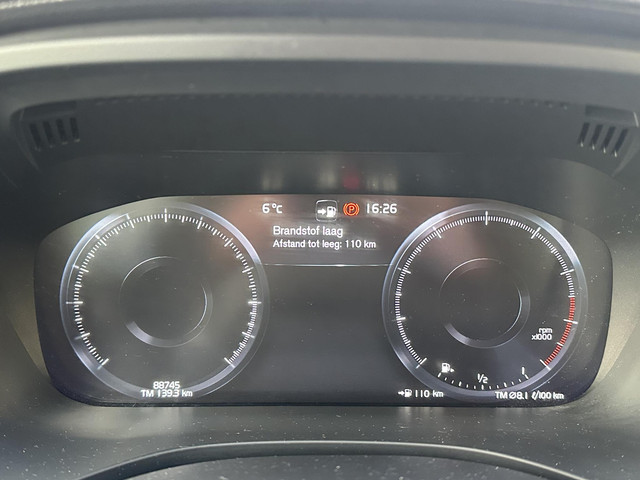 6°C P 16:26
Brandstof laag
Afstand tot leeg: 110 km
rpm
x1000
1/2 1
88745
TM 139.3 km
110 km
TM Ø8.1 ℓ/100 km